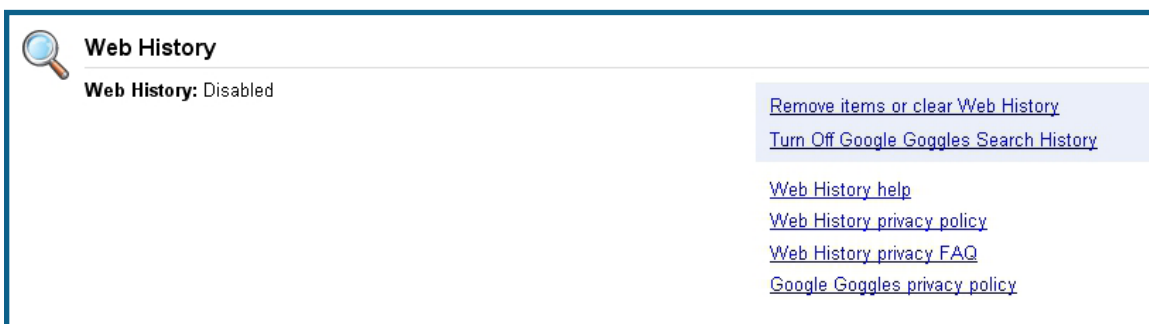 Web History
Web History: Disabled
Remove items or clear Web History
Turn Off Google Goggles Search History
Web History help
Web History privacy policy
Web History privacy FAQ
Google Goggles privacy policy